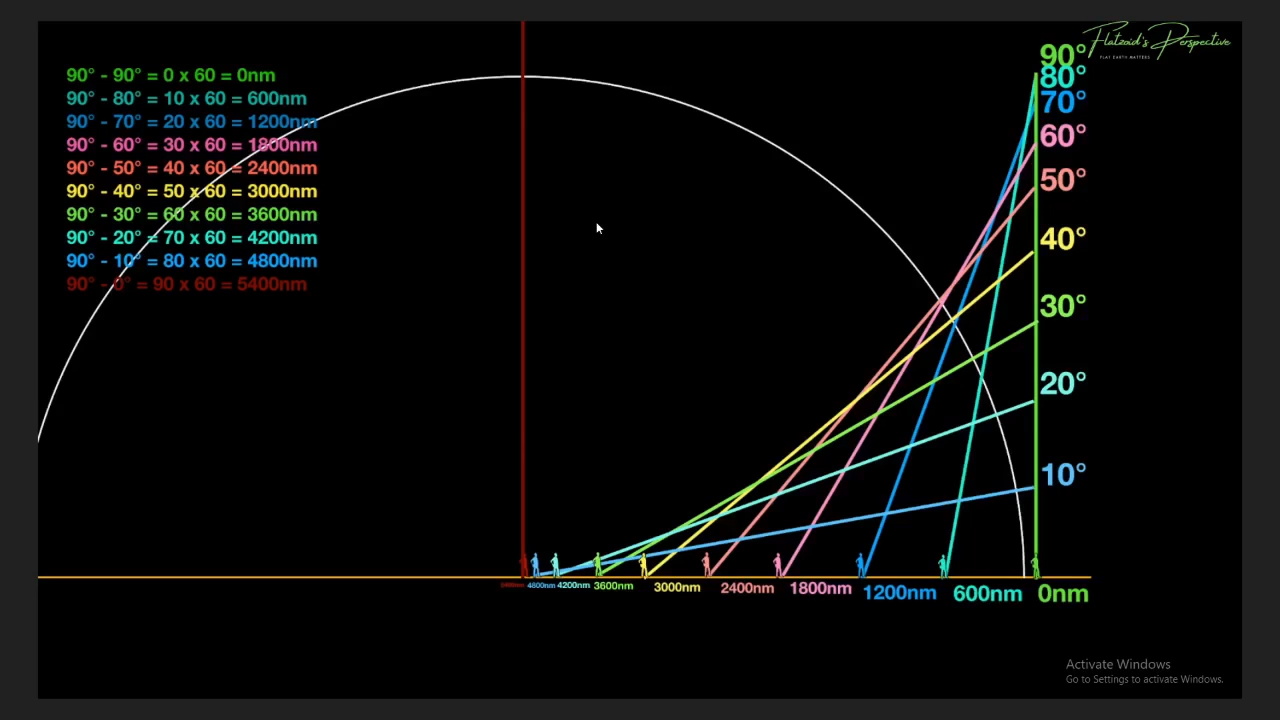 Flatzoid's Perspective
FLAT EARTH MATTERS
90° - 90° = 0 x 60 = 0nm
90° - 80° = 10 x 60 = 600nm
90° - 70° = 20 x 60 = 1200nm
90° - 60° = 30 x 60 = 1800nm
90° - 50° = 40 x 60 = 2400nm
90° - 40° = 50 x 60 = 3000nm
90° - 30° = 60 x 60 = 3600nm
90° - 20° = 70 x 60 = 4200nm
90° - 10° = 80 x 60 = 4800nm
90° - 0° = 90 x 60 = 5400nm
90°
80°
70°
60°
50°
40°
30°
20°
10°
4800nm 4200nm 3600nm 3000nm 2400nm 1800nm 1200nm 600nm 0nm
Activate Windows
Go to Settings to activate Windows.